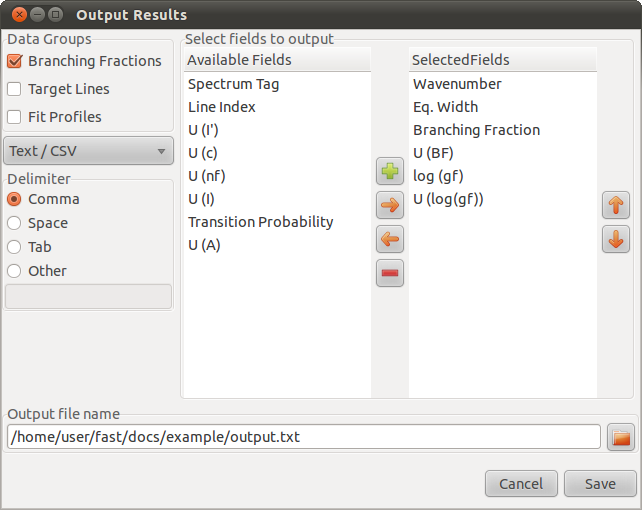 Output Results
Data Groups
Branching Fractions
Target Lines
Fit Profiles
Text / CSV
Delimiter
Comma
Space
Tab
Other
Select fields to output
Available Fields
Spectrum Tag
Line Index
U (I')
U (c)
U (nf)
U (I)
Transition Probability
U (A)
SelectedFields
Wavenumber
Eq. Width
Branching Fraction
U (BF)
log (gf)
U (log(gf))
Output file name
/home/user/fast/docs/example/output.txt
Cancel
Save